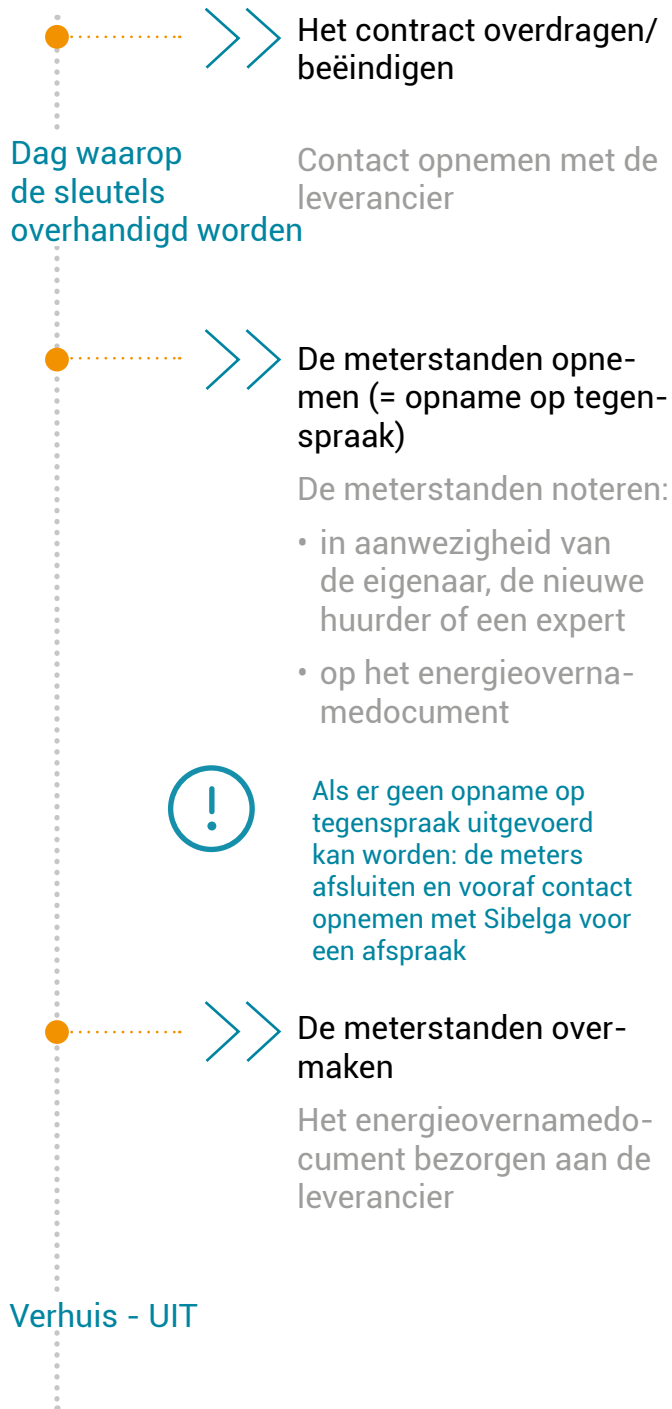 Het contract overdragen/
beëindigen
Dag waarop
de sleutels
overhandigd worden
Contact opnemen met de
leverancier
De meterstanden opne-
men (= opname op tegen-
spraak)
De meterstanden noteren:
• in aanwezigheid van
de eigenaar, de nieuwe
huurder of een expert
• op het energieoverna-
medocument
!
Als er geen opname op
tegenspraak uitgevoerd
kan worden: de meters
afsluiten en vooraf contact
opnemen met Sibelga voor
een afspraak
De meterstanden over-
maken
Het energieovernamedo-
cument bezorgen aan de
leverancier
Verhuis - UIT